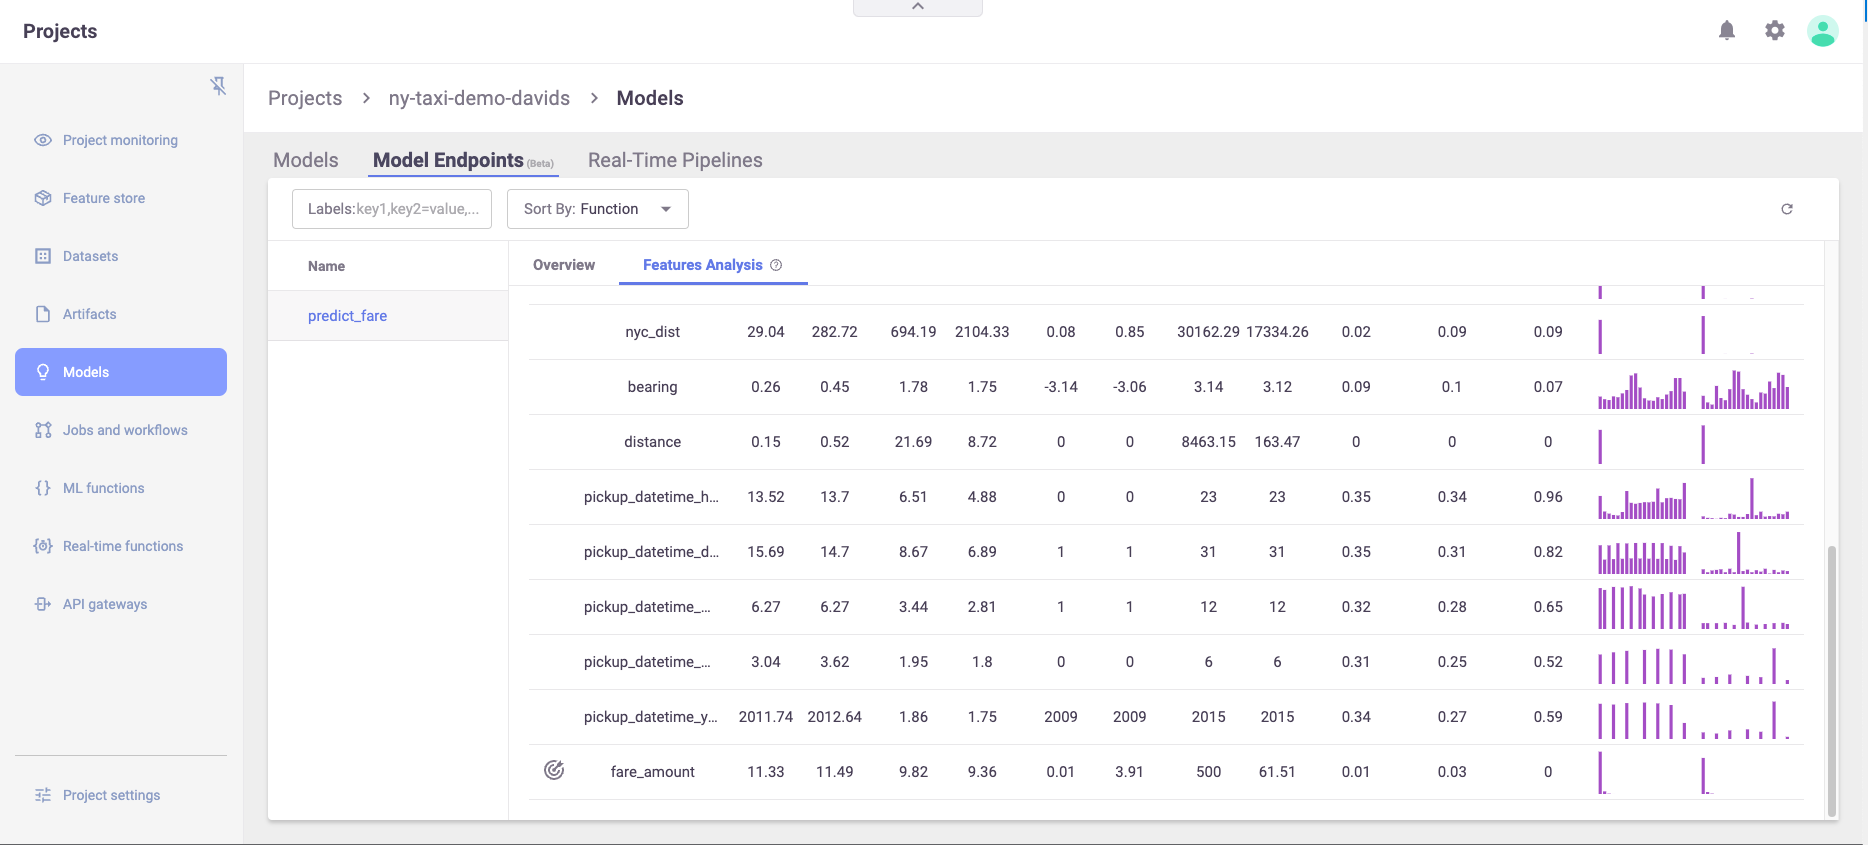 Projects
Projects > ny-taxi-demo-davids > Models
Project monitoring
Feature store
Datasets
Artifacts
Models
Jobs and workflows
ML functions
Real-time functions
API gateways
Project settings
Models Model Endpoints (Beta) Real-Time Pipelines
Labels:key1,key2=value,... Sort By: Function
Name
predict_fare
Overview Features Analysis
nyc_dist 29.04 282.72 694.19 2104.33 0.08 0.85 30162.29 17334.26 0.02 0.09 0.09
bearing 0.26 0.45 1.78 1.75 -3.14 -3.06 3.14 3.12 0.09 0.1 0.07
distance 0.15 0.52 21.69 8.72 0 0 8463.15 163.47 0 0 0
pickup_datetime_h... 13.52 13.7 6.51 4.88 0 0 23 23 0.35 0.34 0.96
pickup_datetime_d... 15.69 14.7 8.67 6.89 1 1 31 31 0.35 0.31 0.82
pickup_datetime_... 6.27 6.27 3.44 2.81 1 1 12 12 0.32 0.28 0.65
pickup_datetime_... 3.04 3.62 1.95 1.8 0 0 6 6 0.31 0.25 0.52
pickup_datetime_y... 2011.74 2012.64 1.86 1.75 2009 2009 2015 2015 0.34 0.27 0.59
fare_amount 11.33 11.49 9.82 9.36 0.01 3.91 500 61.51 0.01 0.03 0